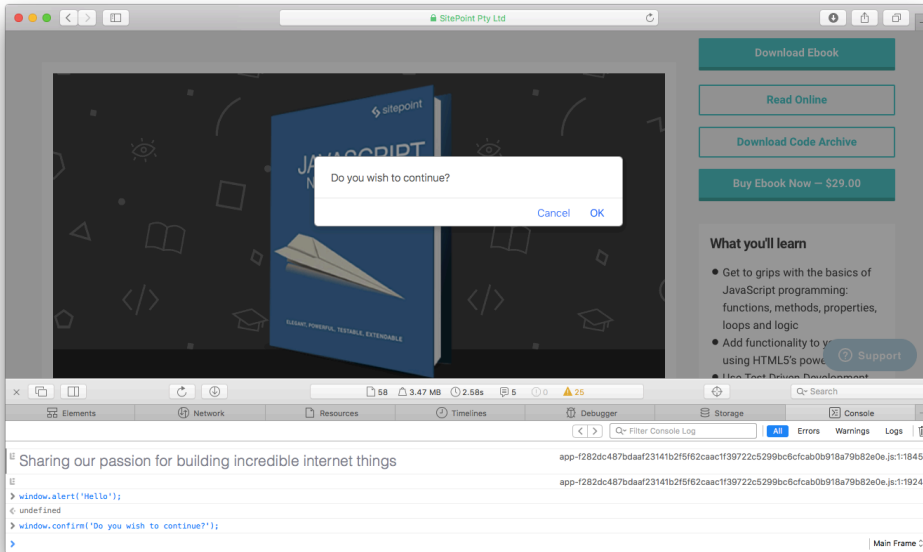 SitePoint Pty Ltd
sitepoint
JAVASCRIPT
ELEGANT, POWERFUL, TESTABLE, EXTENDABLE
Do you wish to continue?
Cancel OK
Download Ebook
Read Online
Download Code Archive
Buy Ebook Now — $29.00
What you'll learn
Get to grips with the basics of
JavaScript programming:
functions, methods, properties,
loops and logic
Add functionality to
using HTML5's
Use Test Driven Development
Support
58 3.47 MB 2.58s 5 0 25 Search
Elements Network Resources Timelines Debugger Storage Console
Filter Console Log All Errors Warnings Logs
Sharing our passion for building incredible internet things app-f282dc487bdaaf23141b2f5f62caac1f39722c5299bc6cfcab0b918a79b82e0e.js:1:1845
app-f282dc487bdaaf23141b2f5f62caac1f39722c5299bc6cfcab0b918a79b82e0e.js:1:1924
> window.alert('Hello');
< undefined
> window.confirm('Do you wish to continue?');
> Main Frame